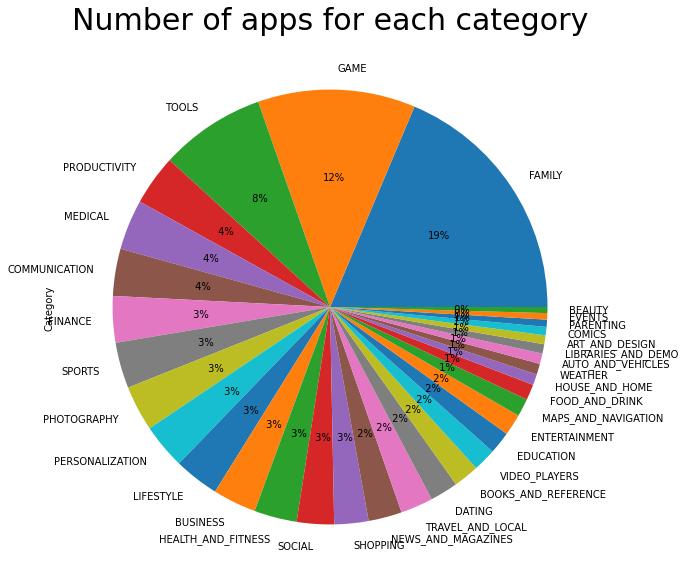 Number of apps for each category
GAME
TOOLS
PRODUCTIVITY
FAMILY
MEDICAL
COMMUNICATION
Category
FINANCE
SPORTS
PHOTOGRAPHY
PERSONALIZATION
LIFESTYLE
BUSINESS
HEALTH_AND_FITNESS
SOCIAL
SHOPPING
NEWS_AND_MAGAZINES
TRAVEL_AND_LOCAL
DATING
BOOKS_AND_REFERENCE
VIDEO_PLAYERS
EDUCATION
ENTERTAINMENT
MAPS_AND_NAVIGATION
FOOD_AND_DRINK
HOUSE_AND_HOME
WEATHER
AUTO_AND_VEHICLES
LIBRARIES_AND_DEMO
ART_AND_DESIGN
COMICS
PARENTING
EVENTS
BEAUTY
19%
12%
8%
4%
4%
4%
3%
3%
3%
3%
3%
3%
3%
3%
3%
2%
2%
2%
2%
2%
2%
2%
1%
1%
1%
1%
1%
1%